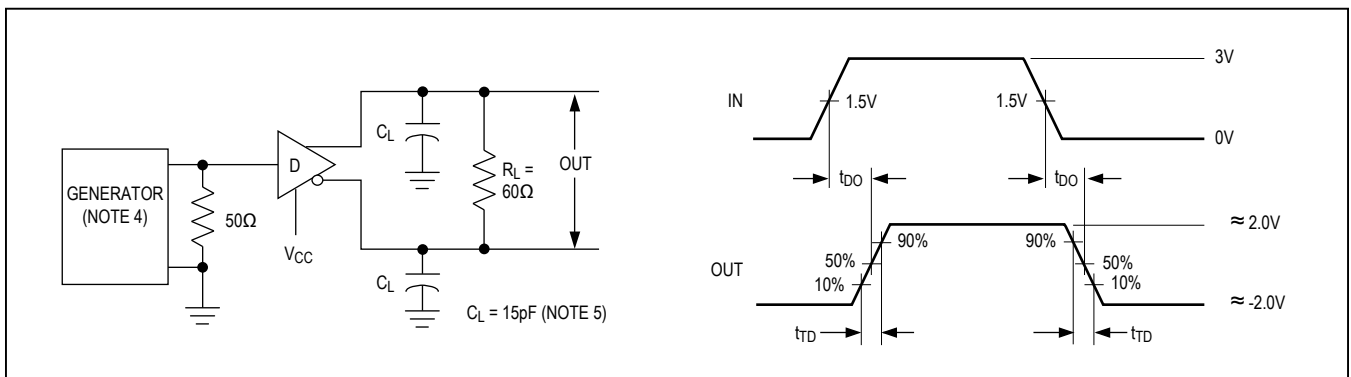 GENERATOR
(NOTE 4)
50Ω
D
VCC
CL
CL
RL =
60Ω
OUT
CL = 15pF (NOTE 5)
IN
1.5V
1.5V
3V
0V
tDO
tDO
OUT
90%
50%
10%
90%
50%
10%
≈ 2.0V
≈ -2.0V
tTD
tTD